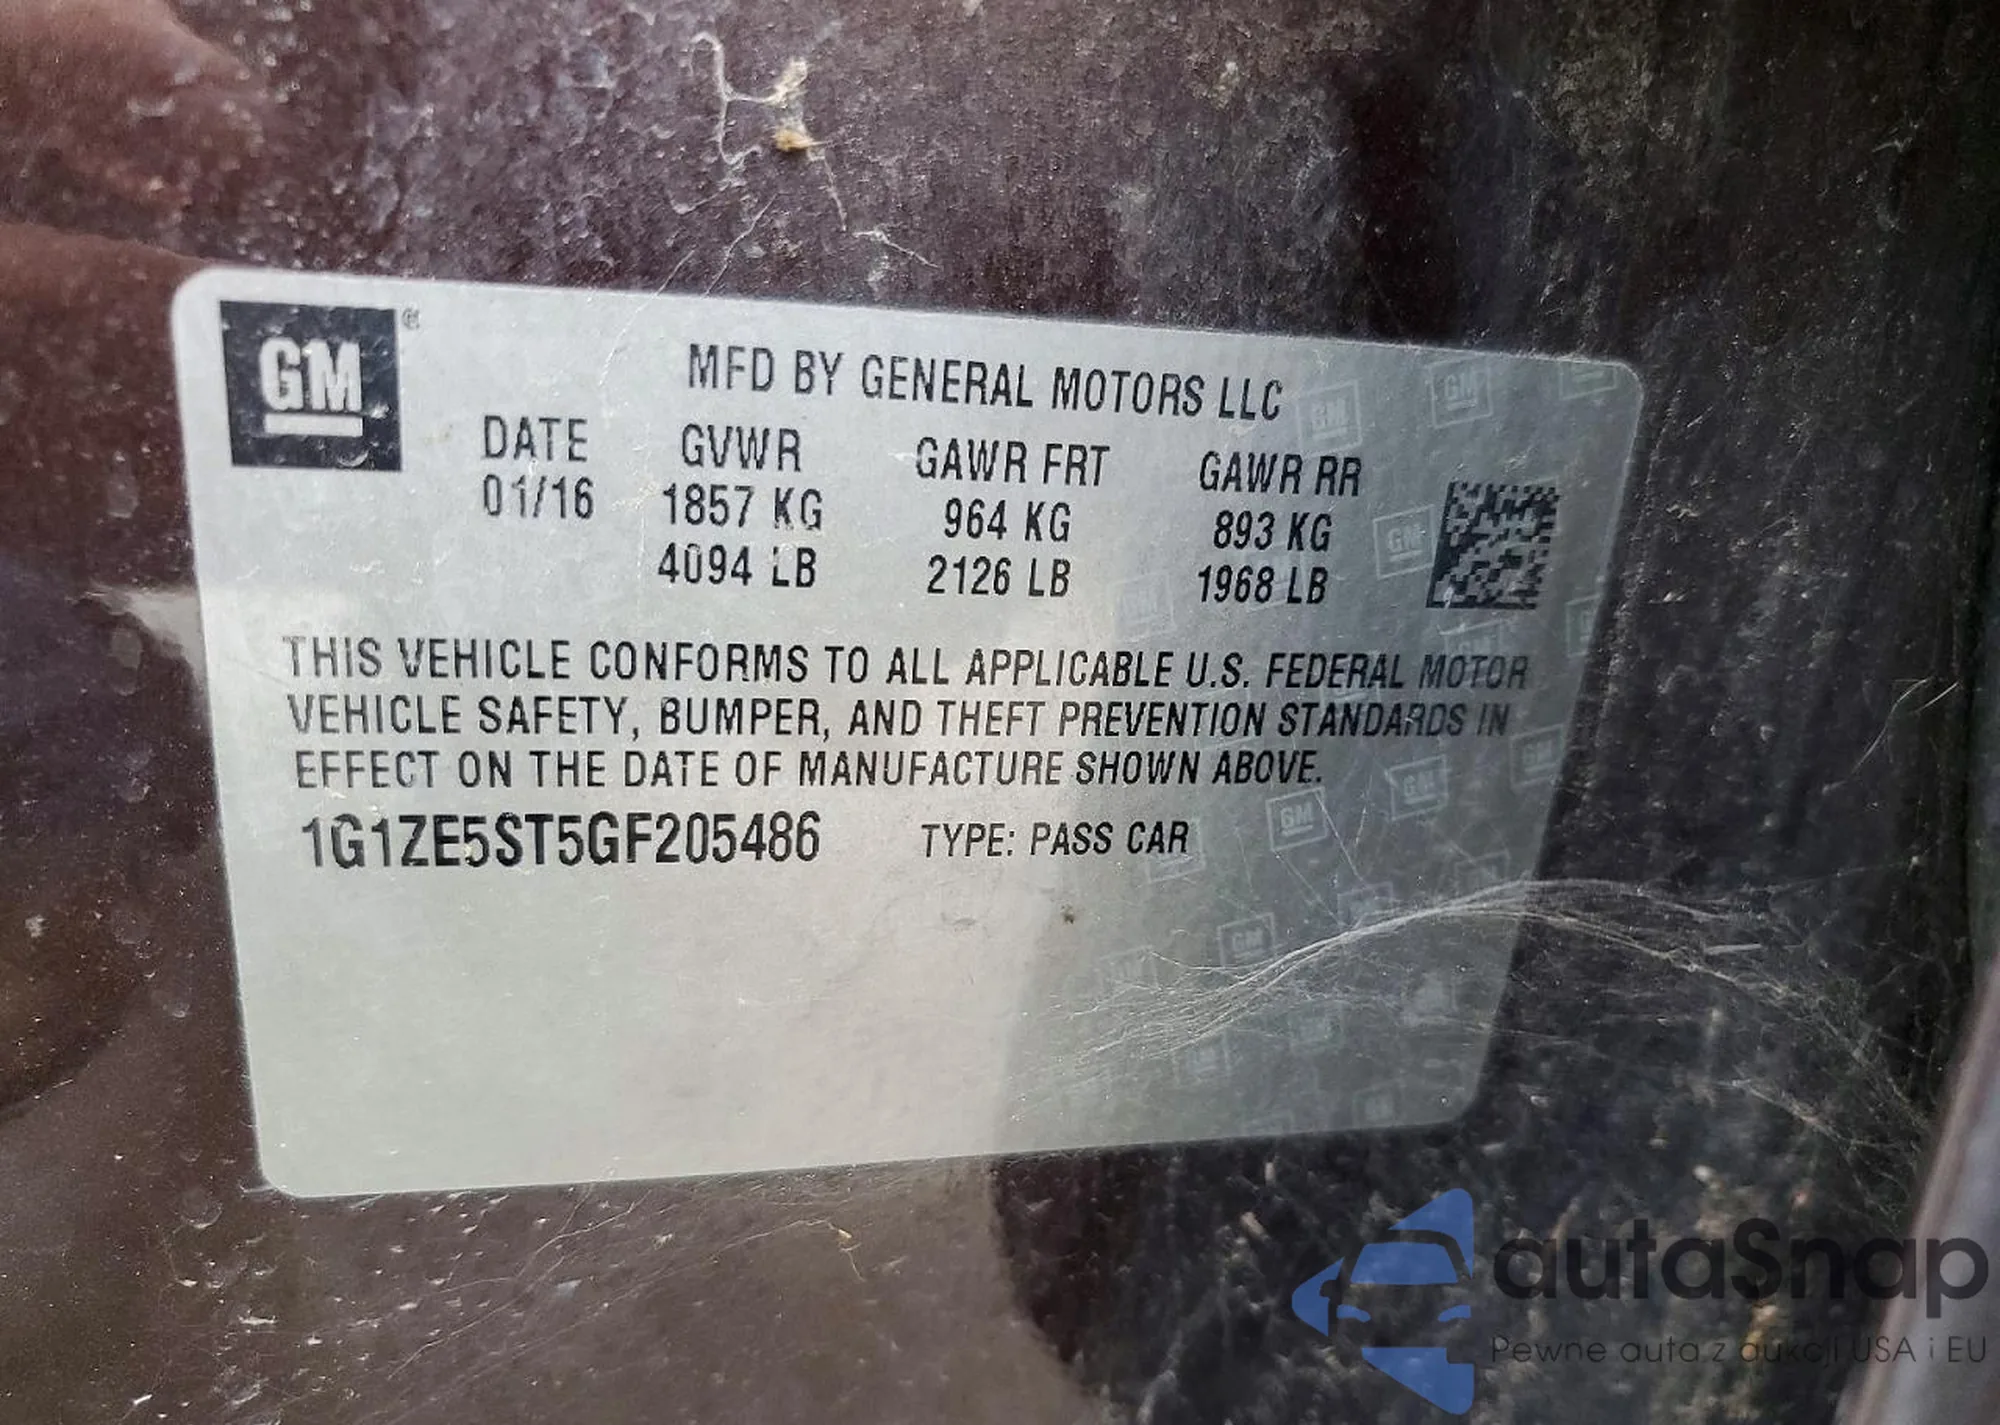 GM®
MFD BY GENERAL MOTORS LLC
DATE GVWR GAWR FRT GAWR RR
01/16 1857 KG 964 KG 893 KG
4094 LB 2126 LB 1968 LB
THIS VEHICLE CONFORMS TO ALL APPLICABLE U.S. FEDERAL MOTOR
VEHICLE SAFETY, BUMPER, AND THEFT PREVENTION STANDARDS IN
EFFECT ON THE DATE OF MANUFACTURE SHOWN ABOVE.
1G1ZE5ST5GF205486 TYPE: PASS CAR
autaSnap
Pewne auta z aukcji USA i EU